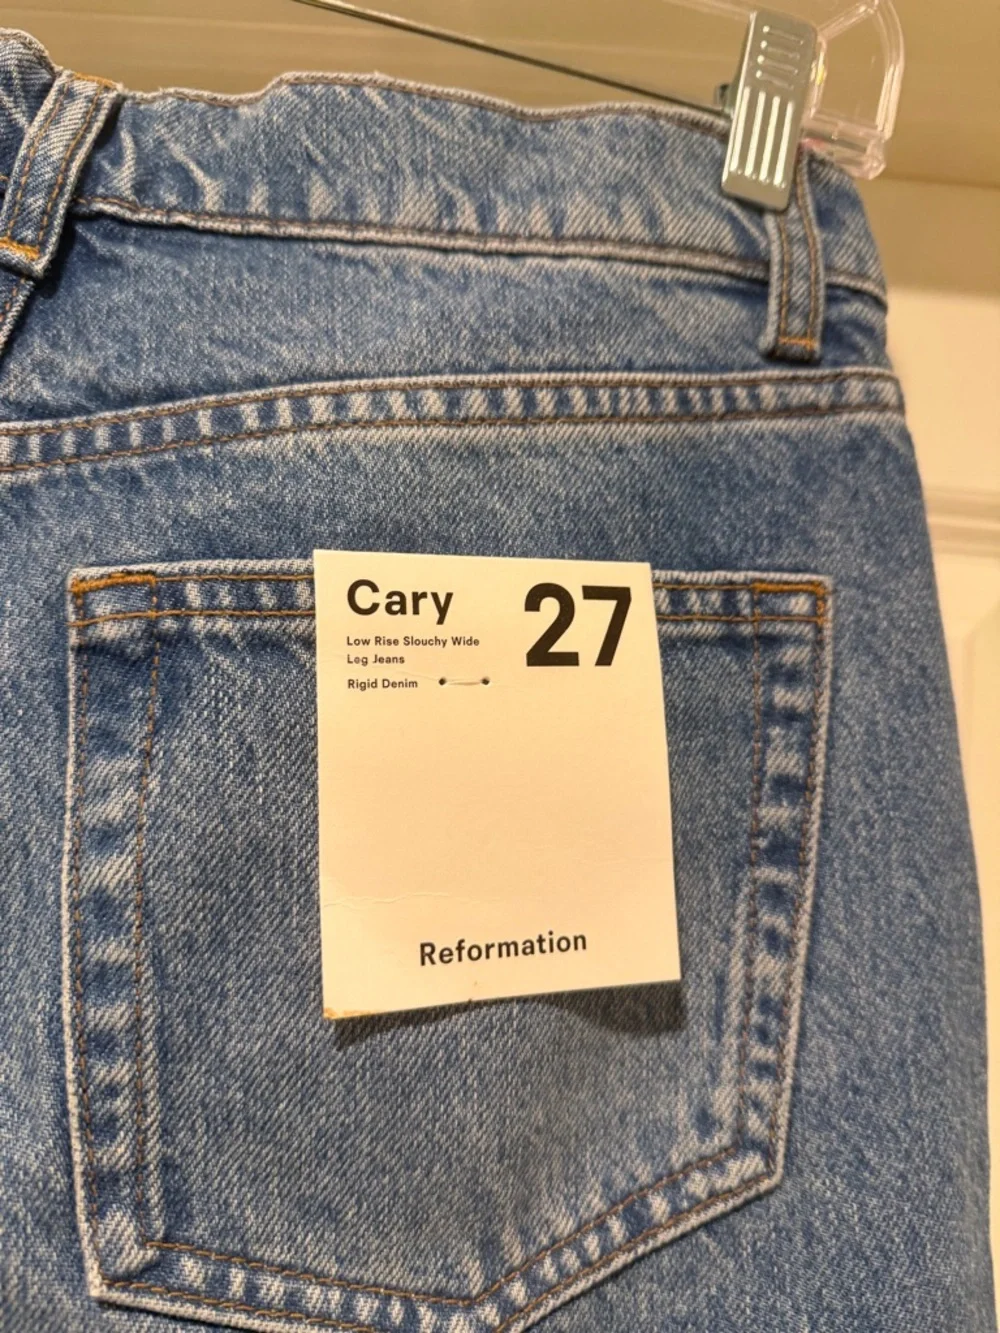 Cary
27
Low Rise Slouchy Wide
Leg Jeans
Rigid Denim
Reformation